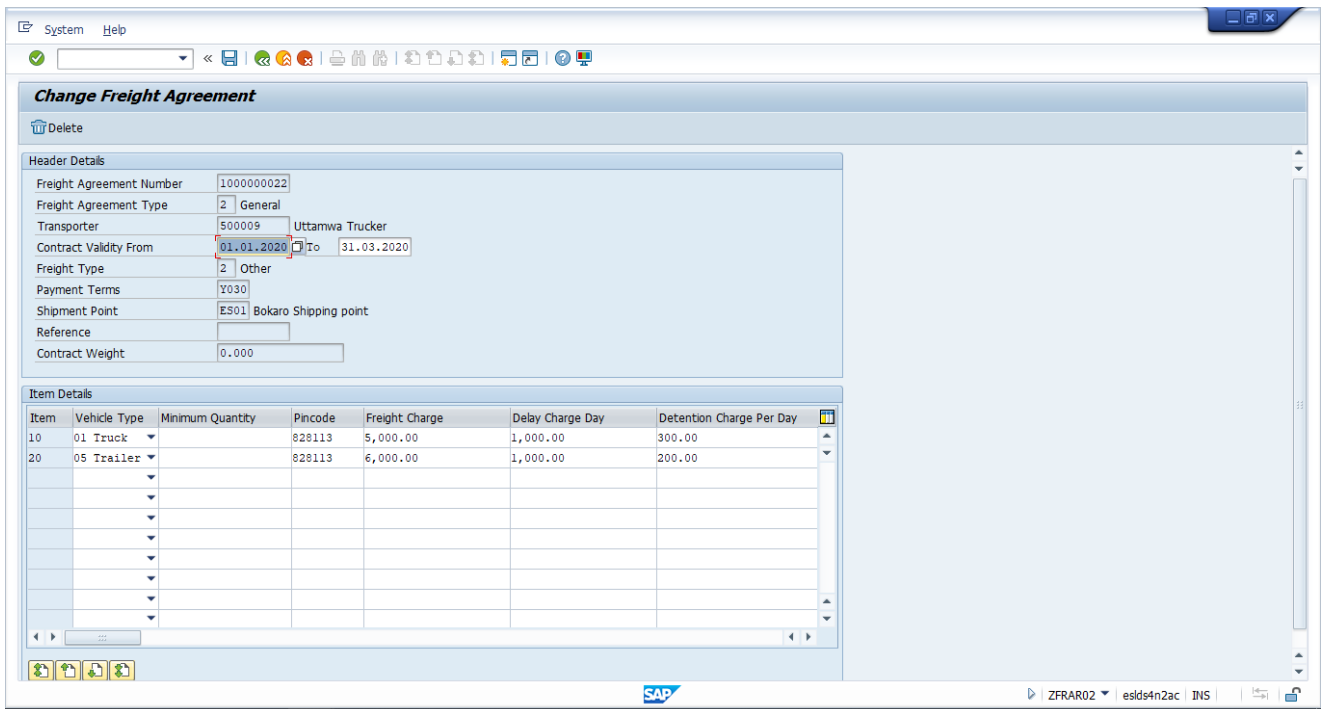 System Help
Change Freight Agreement
Delete
Header Details
Freight Agreement Number 1000000022
Freight Agreement Type 2 General
Transporter 500009 Uttamwa Trucker
Contract Validity From 01.01.2020 To 31.03.2020
Freight Type 2 Other
Payment Terms Y030
Shipment Point ES01 Bokaro Shipping point
Reference
Contract Weight 0.000
Item Details
Item Vehicle Type Minimum Quantity Pincode Freight Charge Delay Charge Day Detention Charge Per Day
10 01 Truck 828113 5,000.00 1,000.00 300.00
20 05 Trailer 828113 6,000.00 1,000.00 200.00
SAP ZFRAR02 eslds4n2ac INS